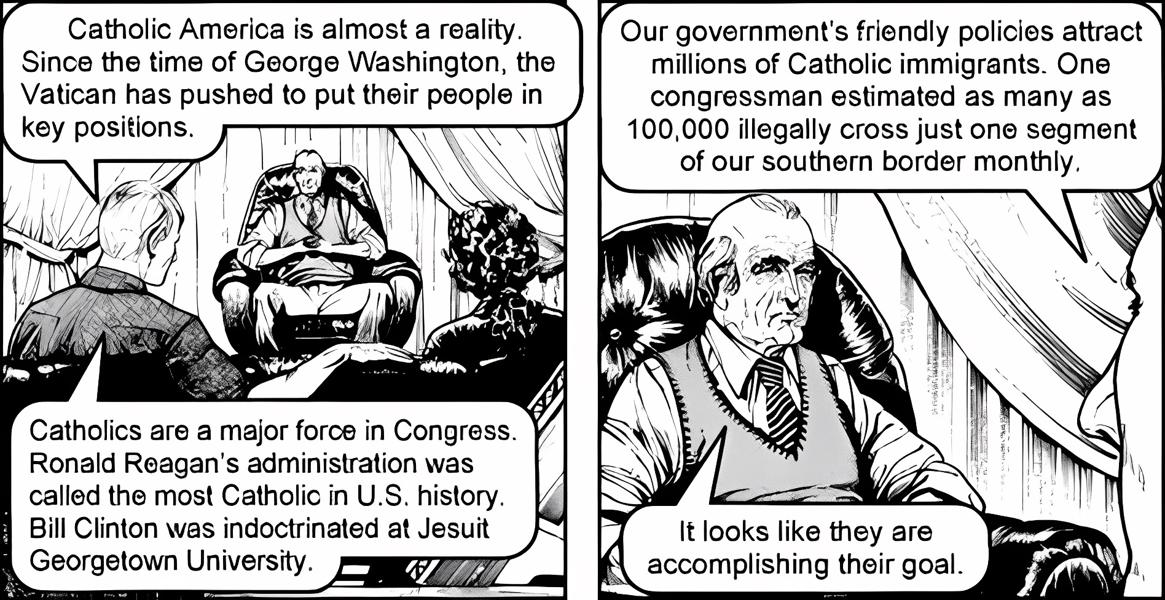 Catholic America is almost a reality.
Since the time of George Washington, the
Vatican has pushed to put their people in
key positions.
Catholics are a major force in Congress.
Ronald Reagan's administration was
called the most Catholic in U.S. history.
Bill Clinton was indoctrinated at Jesuit
Georgetown University.
Our government's friendly policies attract
millions of Catholic immigrants. One
congressman estimated as many as
100,000 illegally cross just one segment
of our southern border monthly.
It looks like they are
accomplishing their goal.